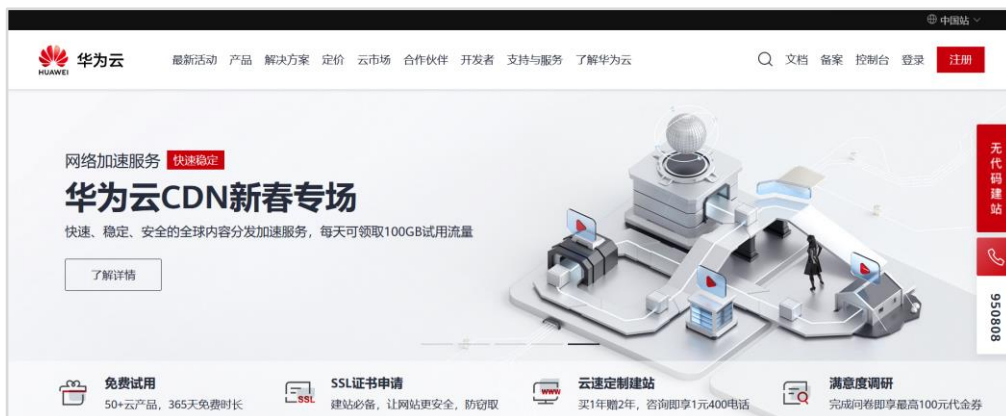 中国站
HUAWEI 华为云 最新活动 产品 解决方案 定价 云市场 合作伙伴 开发者 支持与服务 了解华为云 文档 备案 控制台 登录 注册
网络加速服务 快速稳定
华为云CDN新春专场
快速、稳定、安全的全球内容分发加速服务，每天可领取100GB试用流量
了解详情
无代码建站
950808
免费试用
50+云产品，365天免费时长
SSL
SSL证书申请
建站必备，让网站更安全，防窃取
www
云速定制建站
买1年赠2年，咨询即享1元400电话
满意度调研
完成问卷即享最高100元代金券